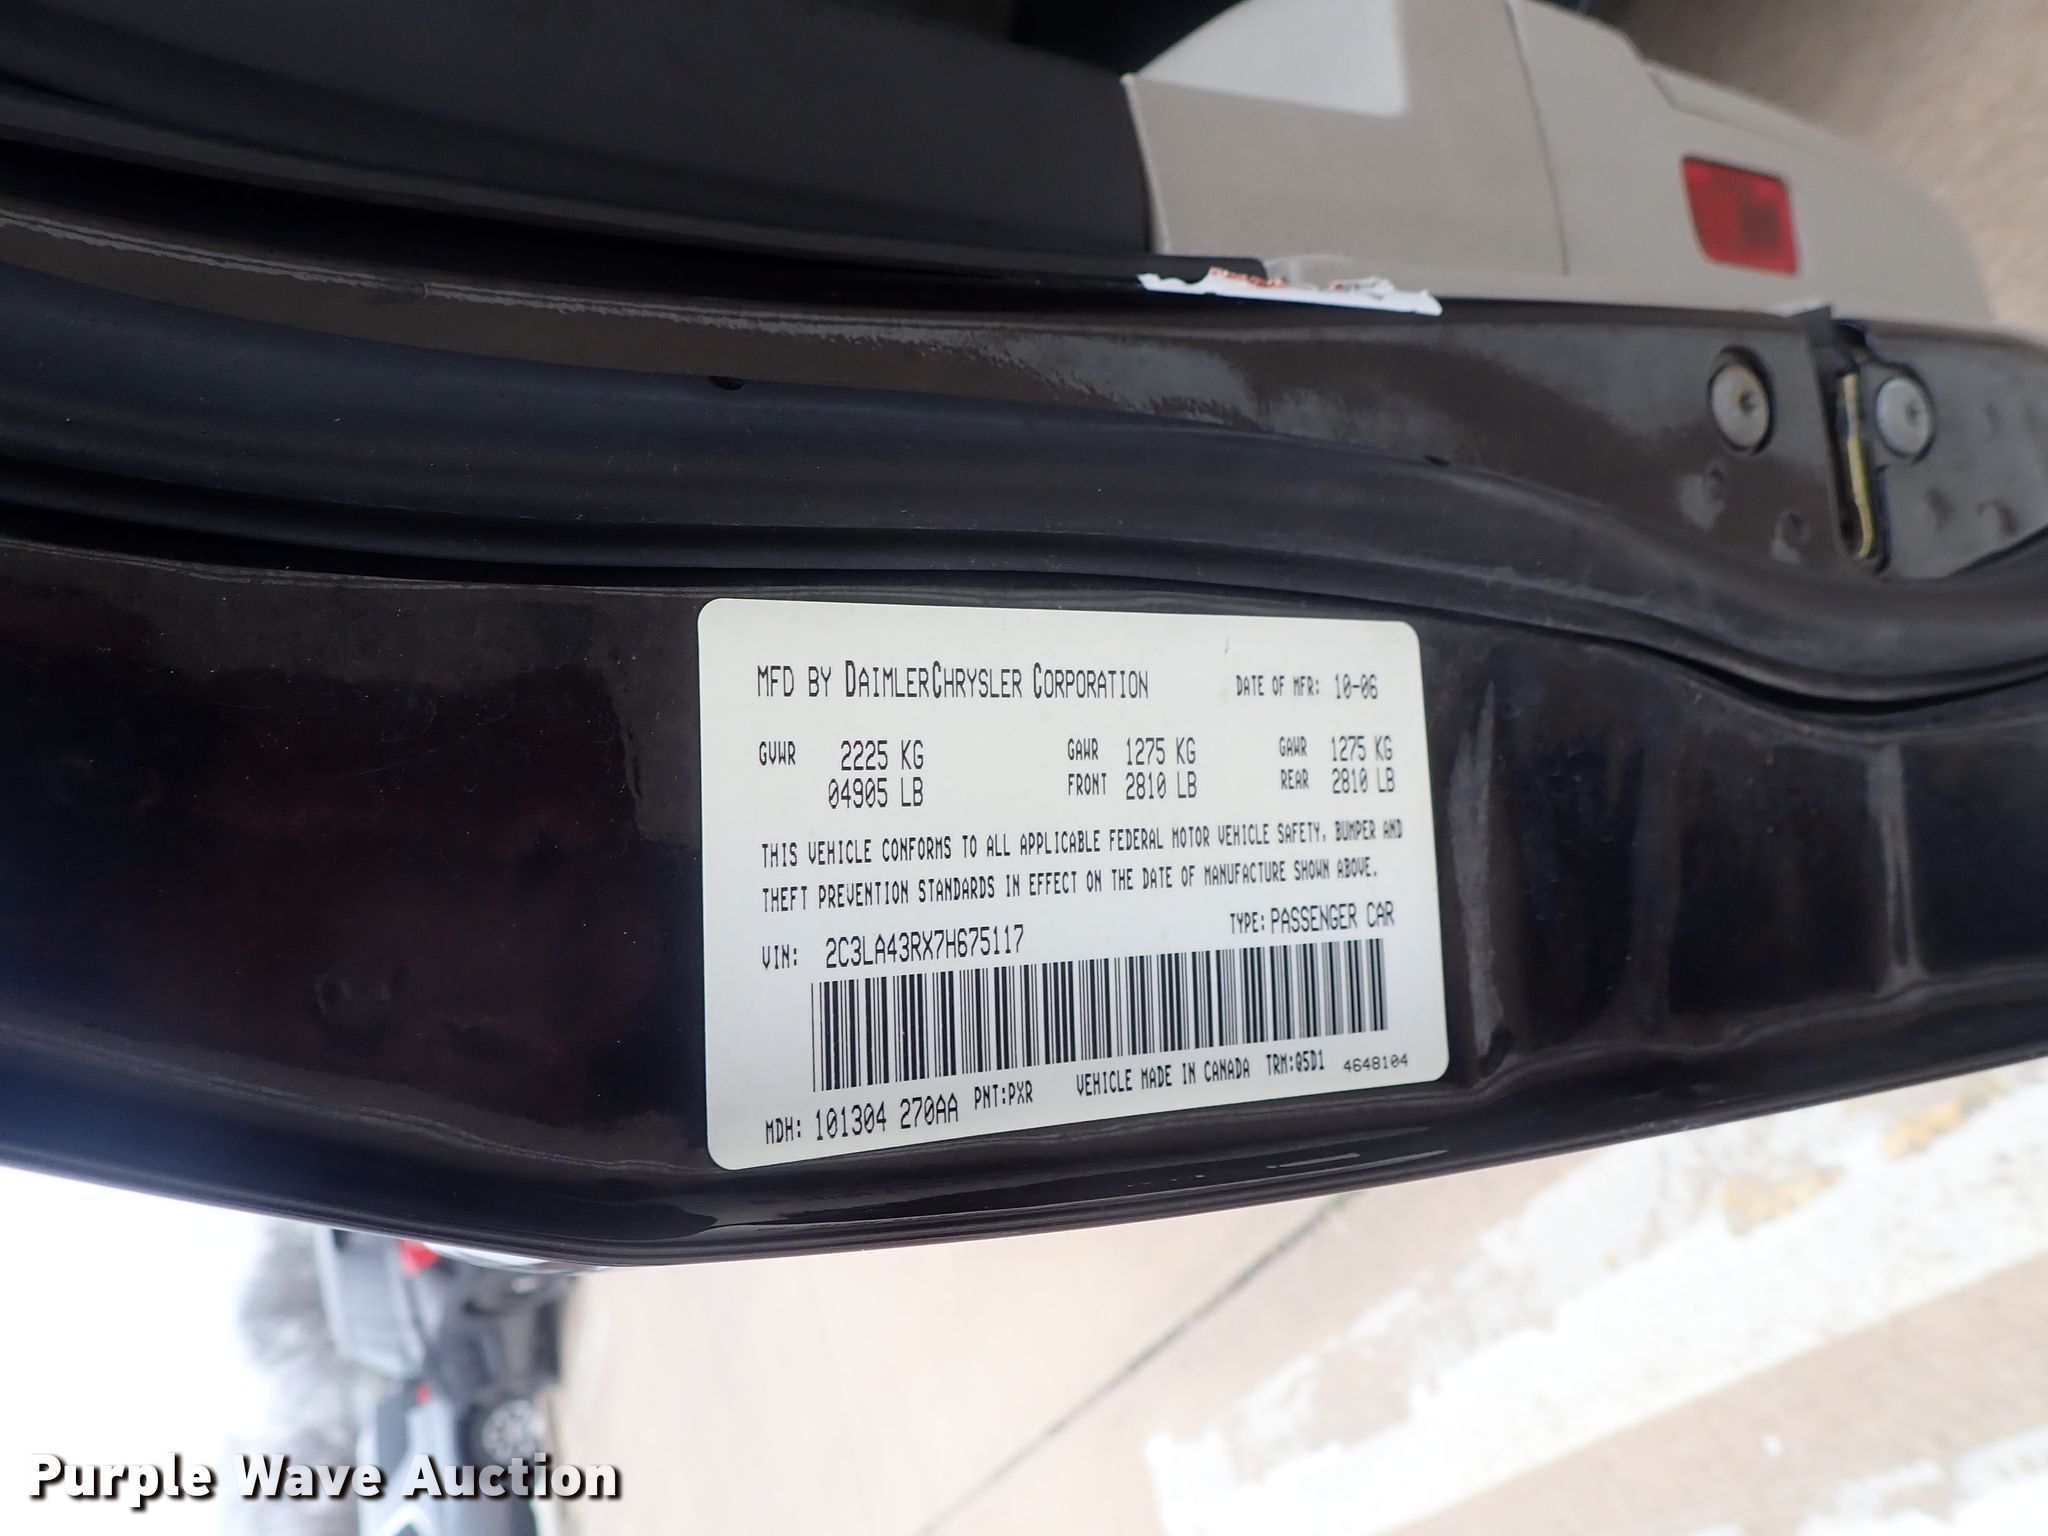 MFD BY DAIMLERCHRYSLER CORPORATION DATE OF MFR: 10-06
GVWR 2225 KG GAWR 1275 KG GAWR 1275 KG
04905 LB FRONT 2810 LB REAR 2810 LB
THIS VEHICLE CONFORMS TO ALL APPLICABLE FEDERAL MOTOR VEHICLE SAFETY, BUMPER AND
THEFT PREVENTION STANDARDS IN EFFECT ON THE DATE OF MANUFACTURE SHOWN ABOVE.
VIN: 2C3LA43RX7H675117 TYPE: PASSENGER CAR
MDH: 101304 270AA PNT:PXR VEHICLE MADE IN CANADA TRM:Q5D1 4648104
Purple Wave Auction